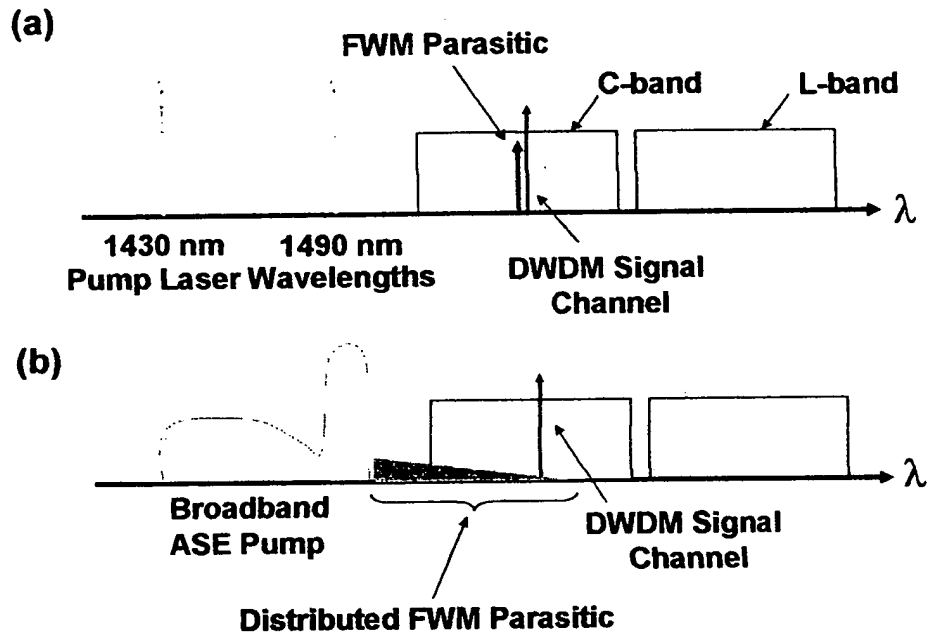 (a)
FWM Parasitic
C-band
L-band
λ
1430 nm
1490 nm
Pump Laser Wavelengths
DWDM Signal
Channel
(b)
λ
Broadband
ASE Pump
DWDM Signal
Channel
Distributed FWM Parasitic